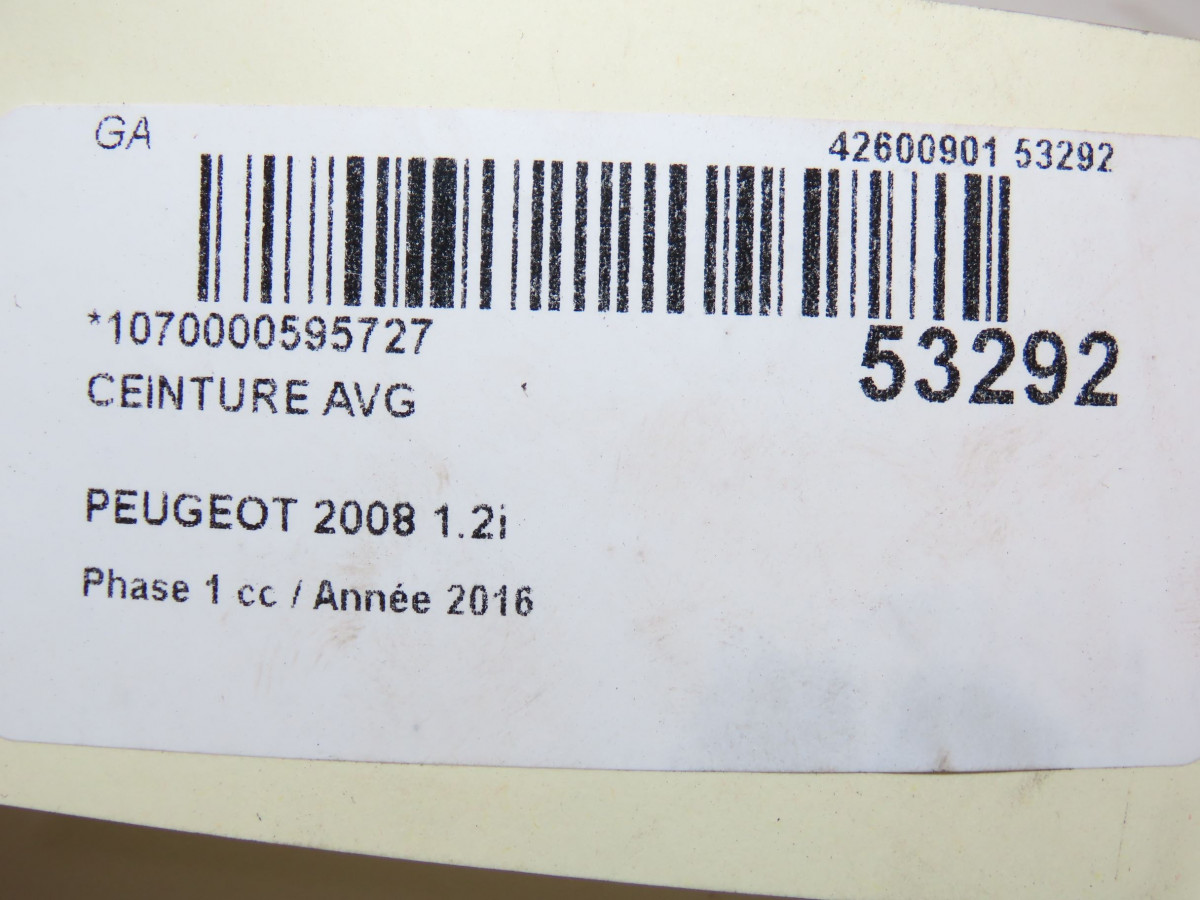 GA
42600901 53292
*1070000595727
53292
CEINTURE AVG
PEUGEOT 2008 1.2i
Phase 1 cc / Année 2016